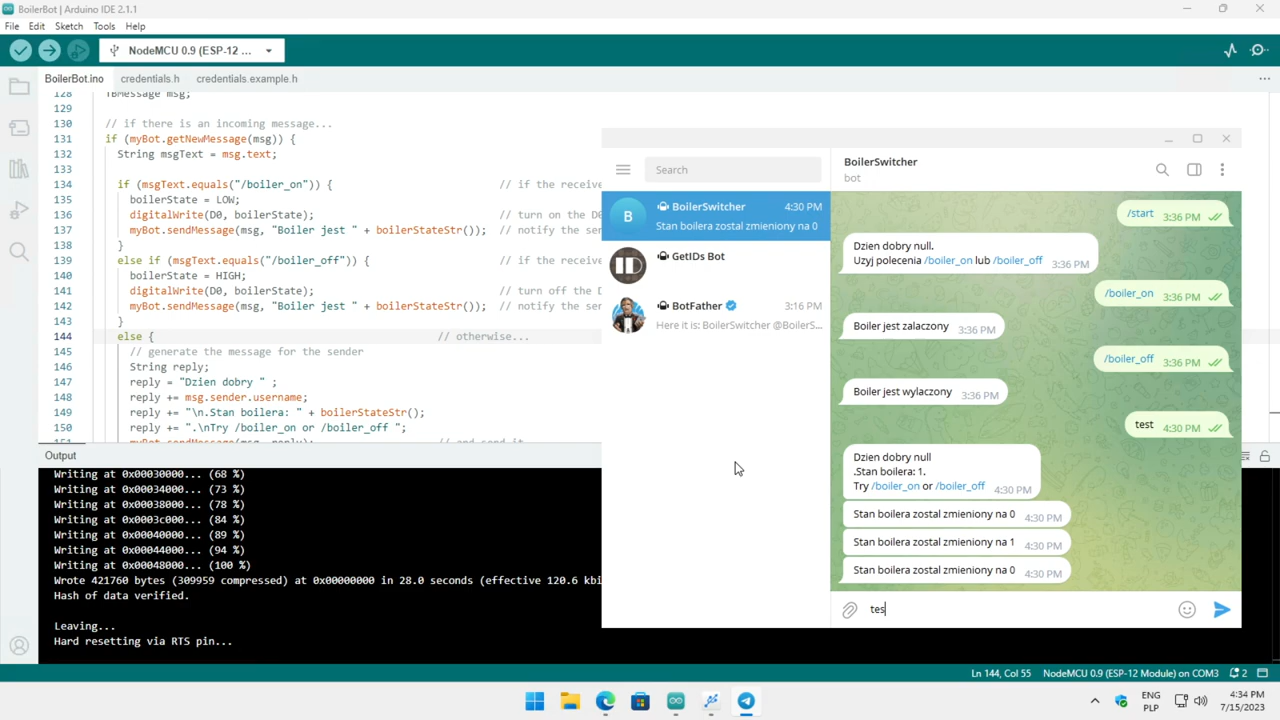 BoilerBot | Arduino IDE 2.1.1
File Edit Sketch Tools Help
NodeMCU 0.9 (ESP-12 ...
BoilerBot.ino credentials.h credentials.example.h
128 TBMessage msg;
129
130 // if there is an incoming message...
131 if (myBot.getNewMessage(msg)) {
132 String msgText = msg.text;
133
134 if (msgText.equals("/boiler_on")) { // if the receive
135 boilerState = LOW;
136 digitalWrite(D0, boilerState); // turn on the D0
137 myBot.sendMessage(msg, "Boiler jest " + boilerStateStr()); // notify the sen
138 }
139 else if (msgText.equals("/boiler_off")) { // if the receive
140 boilerState = HIGH;
141 digitalWrite(D0, boilerState); // turn off the D
142 myBot.sendMessage(msg, "Boiler jest " + boilerStateStr()); // notify the sen
143 }
144 else { // otherwise...
145 // generate the message for the sender
146 String reply;
147 reply = "Dzien dobry " ;
148 reply += msg.sender.username;
149 reply += "\n.Stan boilera: " + boilerStateStr();
150 reply += ".\nTry /boiler_on or /boiler_off ";
151 myBot.sendMessage(msg, reply); // and send it
Output
Writing at 0x00030000... (68 %)
Writing at 0x00034000... (73 %)
Writing at 0x00038000... (78 %)
Writing at 0x0003c000... (84 %)
Writing at 0x00040000... (89 %)
Writing at 0x00044000... (94 %)
Writing at 0x00048000... (100 %)
Wrote 421760 bytes (309959 compressed) at 0x00000000 in 28.0 seconds (effective 120.6 kbi
Hash of data verified.
Leaving...
Hard resetting via RTS pin...
Search
B
BoilerSwitcher 4:30 PM
Stan boilera zostal zmieniony na 0
GetIDs Bot
BotFather 3:16 PM
Here it is: BoilerSwitcher @BoilerS...
BoilerSwitcher
bot
/start 3:36 PM
Dzien dobry null.
Uzyj polecenia /boiler_on lub /boiler_off 3:36 PM
/boiler_on 3:36 PM
Boiler jest zalaczony 3:36 PM
/boiler_off 3:36 PM
Boiler jest wylaczony 3:36 PM
test 4:30 PM
Dzien dobry null
.Stan boilera: 1.
Try /boiler_on or /boiler_off 4:30 PM
Stan boilera zostal zmieniony na 0 4:30 PM
Stan boilera zostal zmieniony na 1 4:30 PM
Stan boilera zostal zmieniony na 0 4:30 PM
tes
Ln 144, Col 55 NodeMCU 0.9 (ESP-12 Module) on COM3 2
ENG
PLP
4:34 PM
7/15/2023